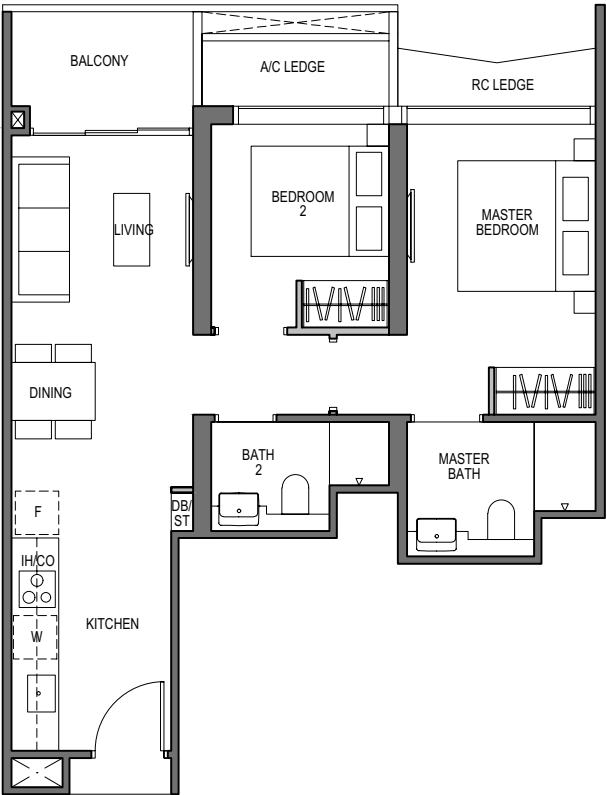 BALCONY
A/C LEDGE
RC LEDGE
BEDROOM
2
LIVING
MASTER
BEDROOM
DINING
BATH
2
MASTER
BATH
F
DB/
ST
IH/CO
KITCHEN
W